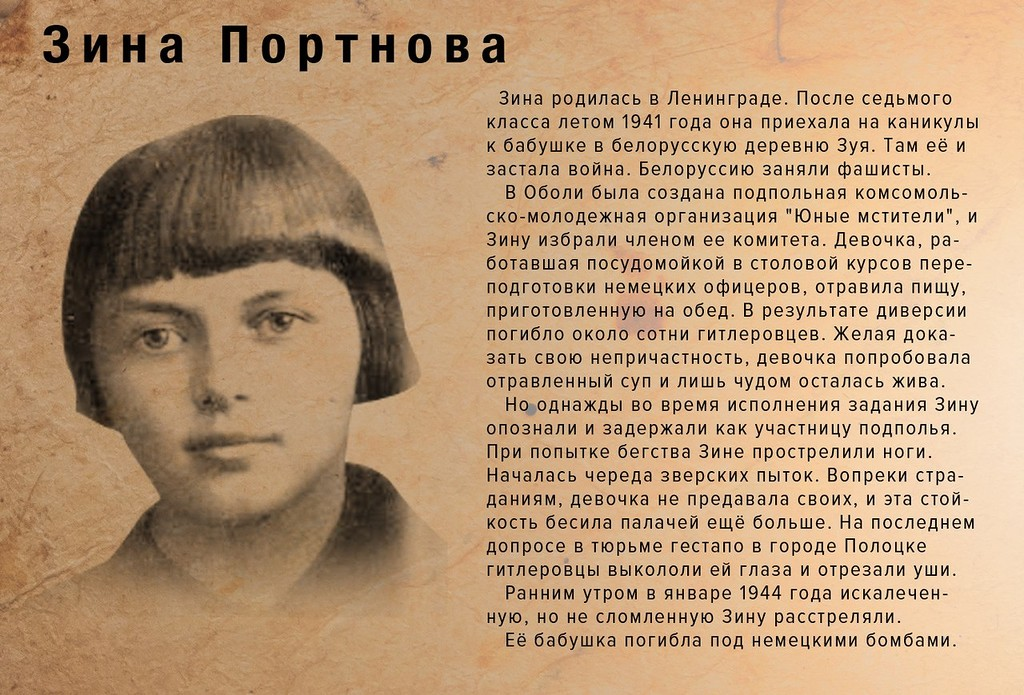 Зина Портнова
Зина родилась в Ленинграде. После седьмого
класса летом 1941 года она приехала на каникулы
к бабушке в белорусскую деревню Зуя. Там её и
застала война. Белоруссию заняли фашисты.
В Оболи была создана подпольная комсомоль-
ско-молодежная организация "Юные мстители", и
Зину избрали членом ее комитета. Девочка, ра-
ботавшая посудомойкой в столовой курсов пере-
подготовки немецких офицеров, отравила пищу,
приготовленную на обед. В результате диверсии
погибло около сотни гитлеровцев. Желая дока-
зать свою непричастность, девочка попробовала
отравленный суп и лишь чудом осталась жива.
Но однажды во время исполнения задания Зину
опознали и задержали как участницу подполья.
При попытке бегства Зине прострелили ноги.
Началась череда зверских пыток. Вопреки стра-
даниям, девочка не предавала своих, и эта стой-
кость бесила палачей ещё больше. На последнем
допросе в тюрьме гестапо в городе Полоцке
гитлеровцы выкололи ей глаза и отрезали уши.
Ранним утром в январе 1944 года искалечен-
ную, но не сломленную Зину расстреляли.
Её бабушка погибла под немецкими бомбами.